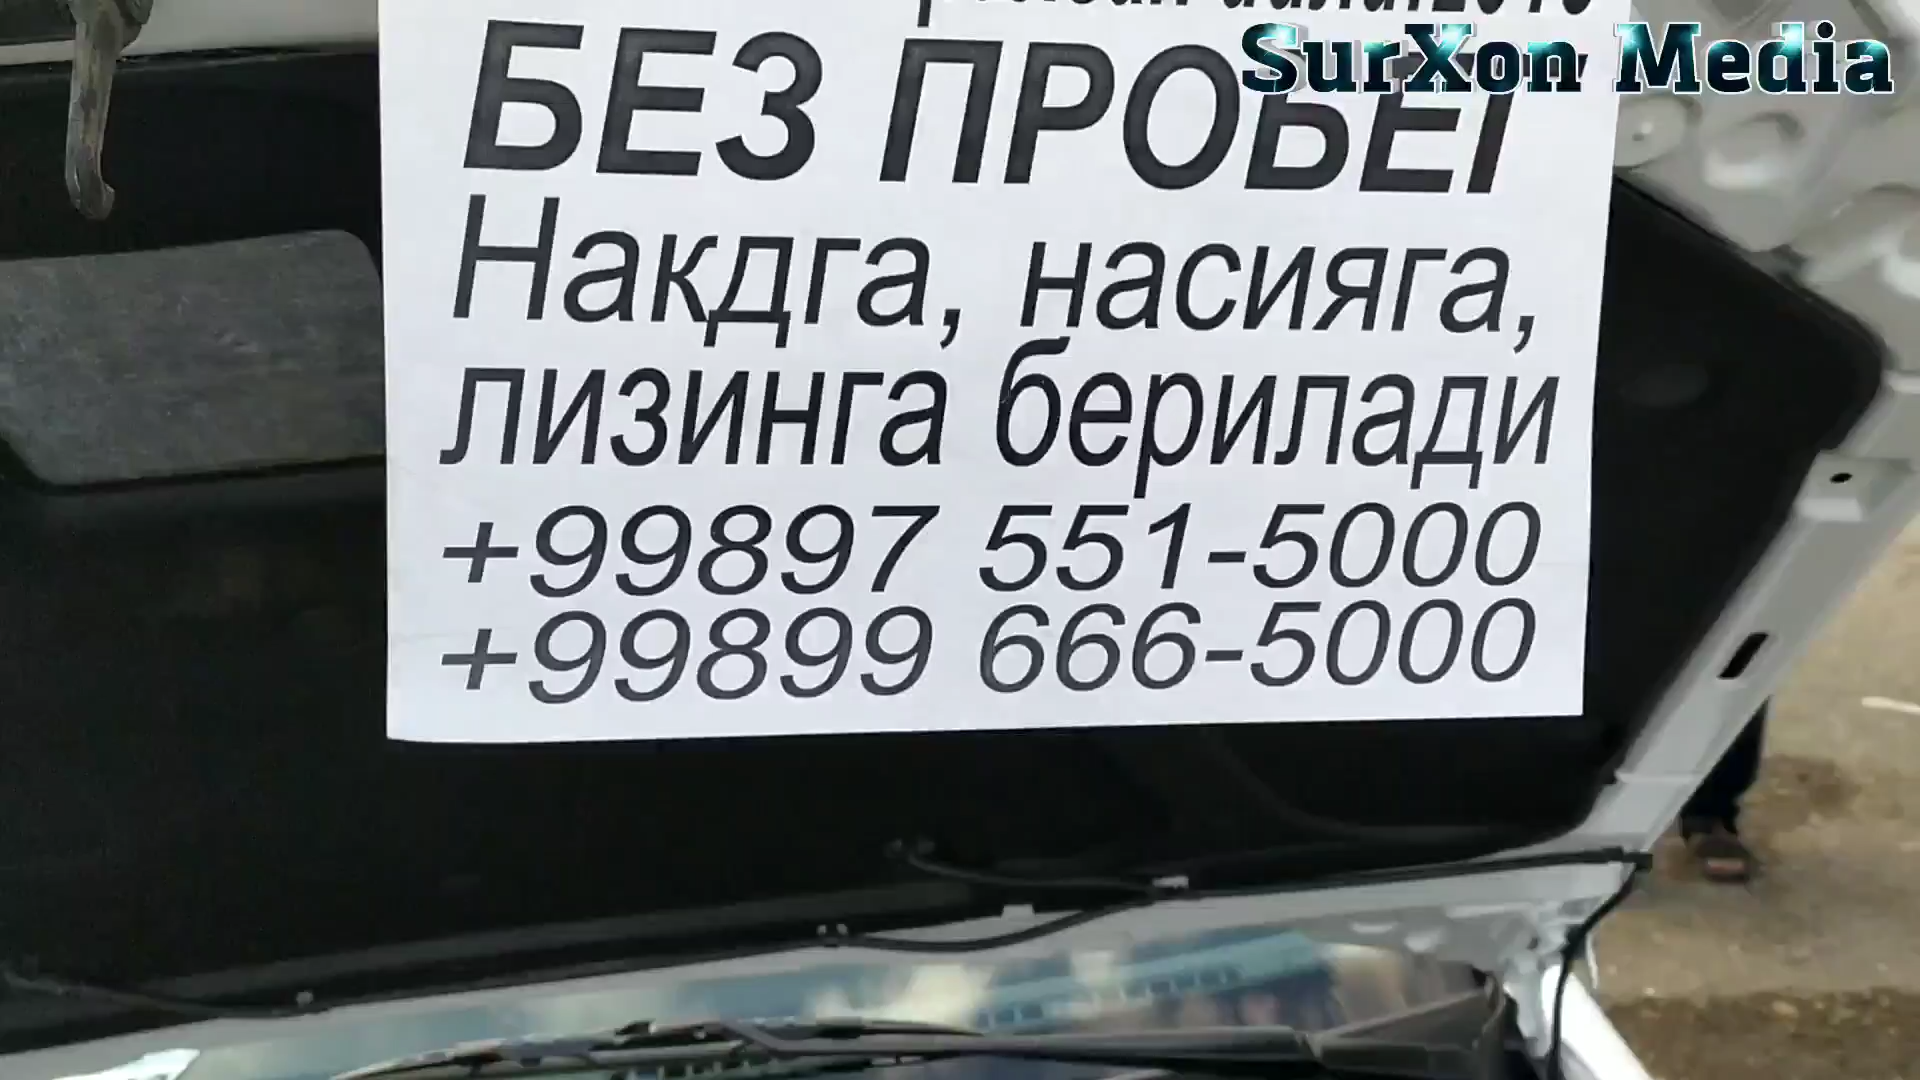 SurXon Media
БЕЗ ПРОБЕГ
Накдга, насияга,
лизинга берилади
+99897 551-5000
+99899 666-5000